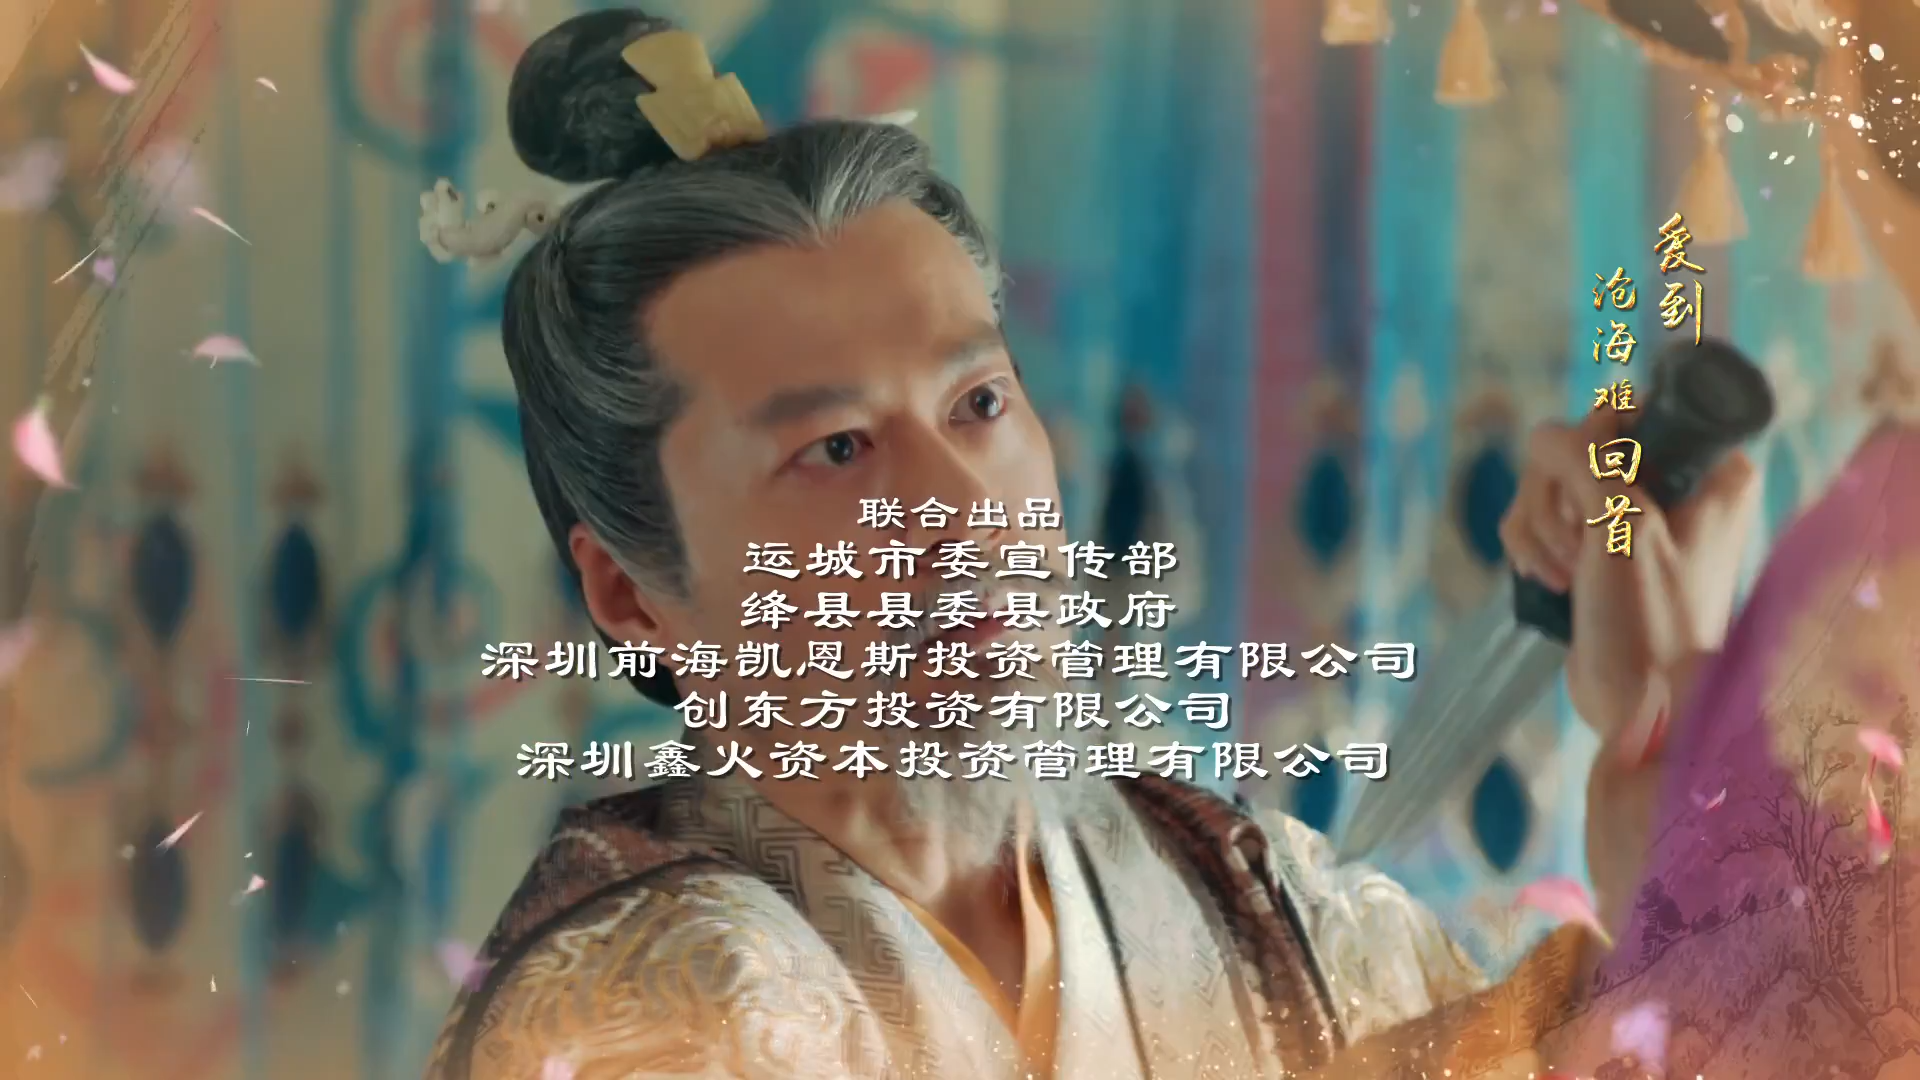 爱到
沧海难回首
联合出品
运城市委宣传部
绛县县委县政府
深圳前海凯恩斯投资管理有限公司
创东方投资有限公司
深圳鑫火资本投资管理有限公司